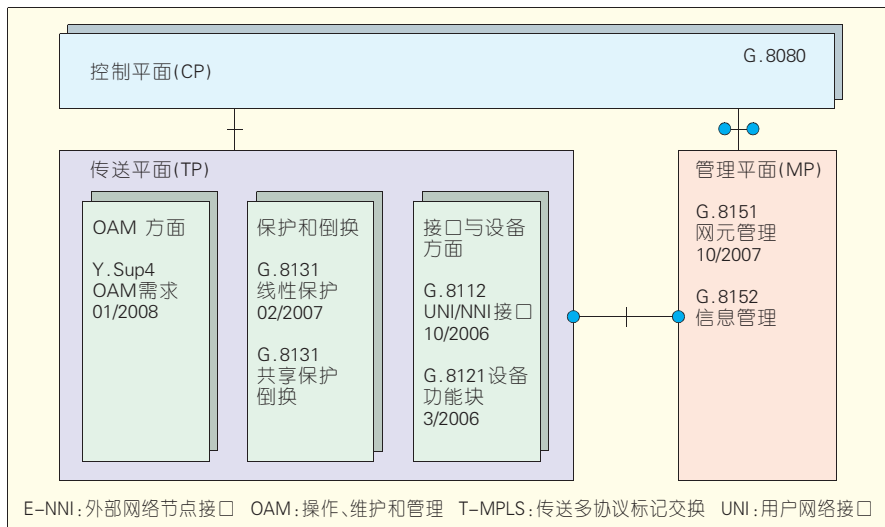 控制平面(CP)
G.8080
传送平面(TP)
OAM 方面
Y.Sup4
OAM需求
01/2008
保护和倒换
G.8131
线性保护
02/2007
G.8131
共享保护
倒换
接口与设备
方面
G.8112
UNI/NNI接口
10/2006
G.8121设备
功能块
3/2006
管理平面(MP)
G.8151
网元管理
10/2007
G.8152
信息管理
E-NNI:外部网络节点接口 OAM:操作、维护和管理 T-MPLS:传送多协议标记交换 UNI:用户网络接口